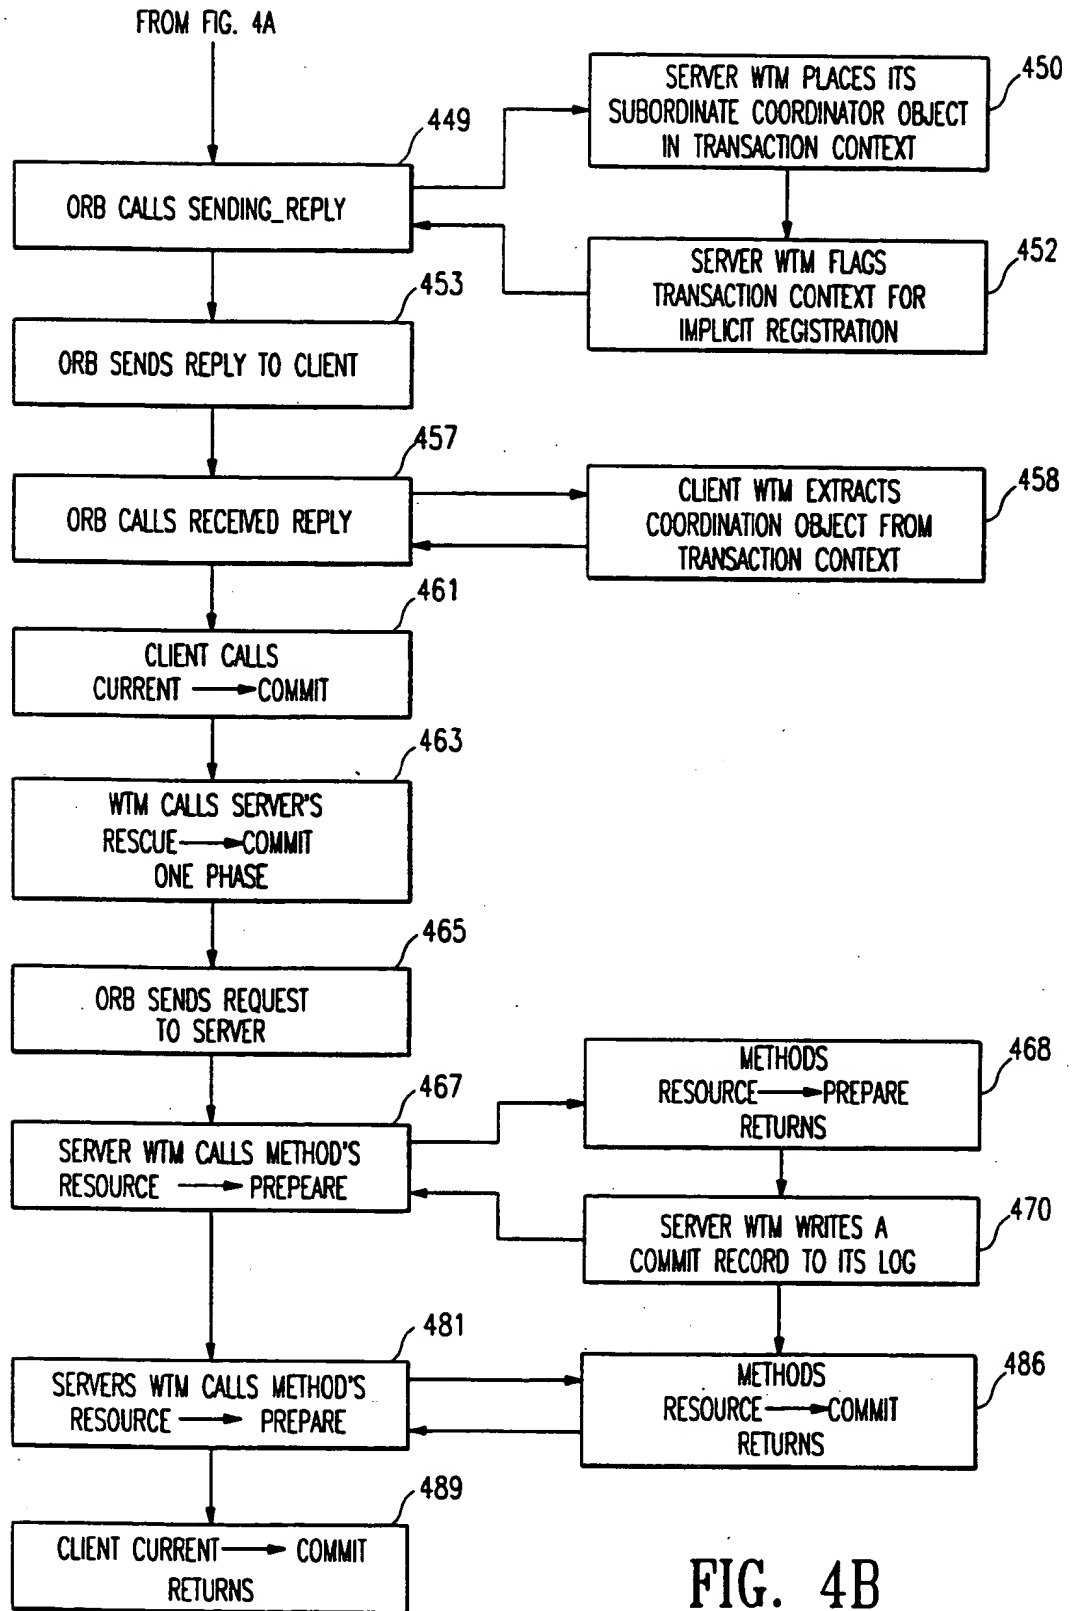 FROM FIG. 4A
449
ORB CALLS SENDING_REPLY
450
SERVER WTM PLACES ITS
SUBORDINATE COORDINATOR OBJECT
IN TRANSACTION CONTEXT
452
SERVER WTM FLAGS
TRANSACTION CONTEXT FOR
IMPLICIT REGISTRATION
453
ORB SENDS REPLY TO CLIENT
457
ORB CALLS RECEIVED REPLY
458
CLIENT WTM EXTRACTS
COORDINATION OBJECT FROM
TRANSACTION CONTEXT
461
CLIENT CALLS
CURRENT → COMMIT
463
WTM CALLS SERVER'S
RESCUE → COMMIT
ONE PHASE
465
ORB SENDS REQUEST
TO SERVER
467
SERVER WTM CALLS METHOD'S
RESOURCE → PREPEARE
468
METHODS
RESOURCE → PREPARE
RETURNS
470
SERVER WTM WRITES A
COMMIT RECORD TO ITS LOG
481
SERVERS WTM CALLS METHOD'S
RESOURCE → PREPARE
486
METHODS
RESOURCE → COMMIT
RETURNS
489
CLIENT CURRENT → COMMIT
RETURNS
FIG. 4B